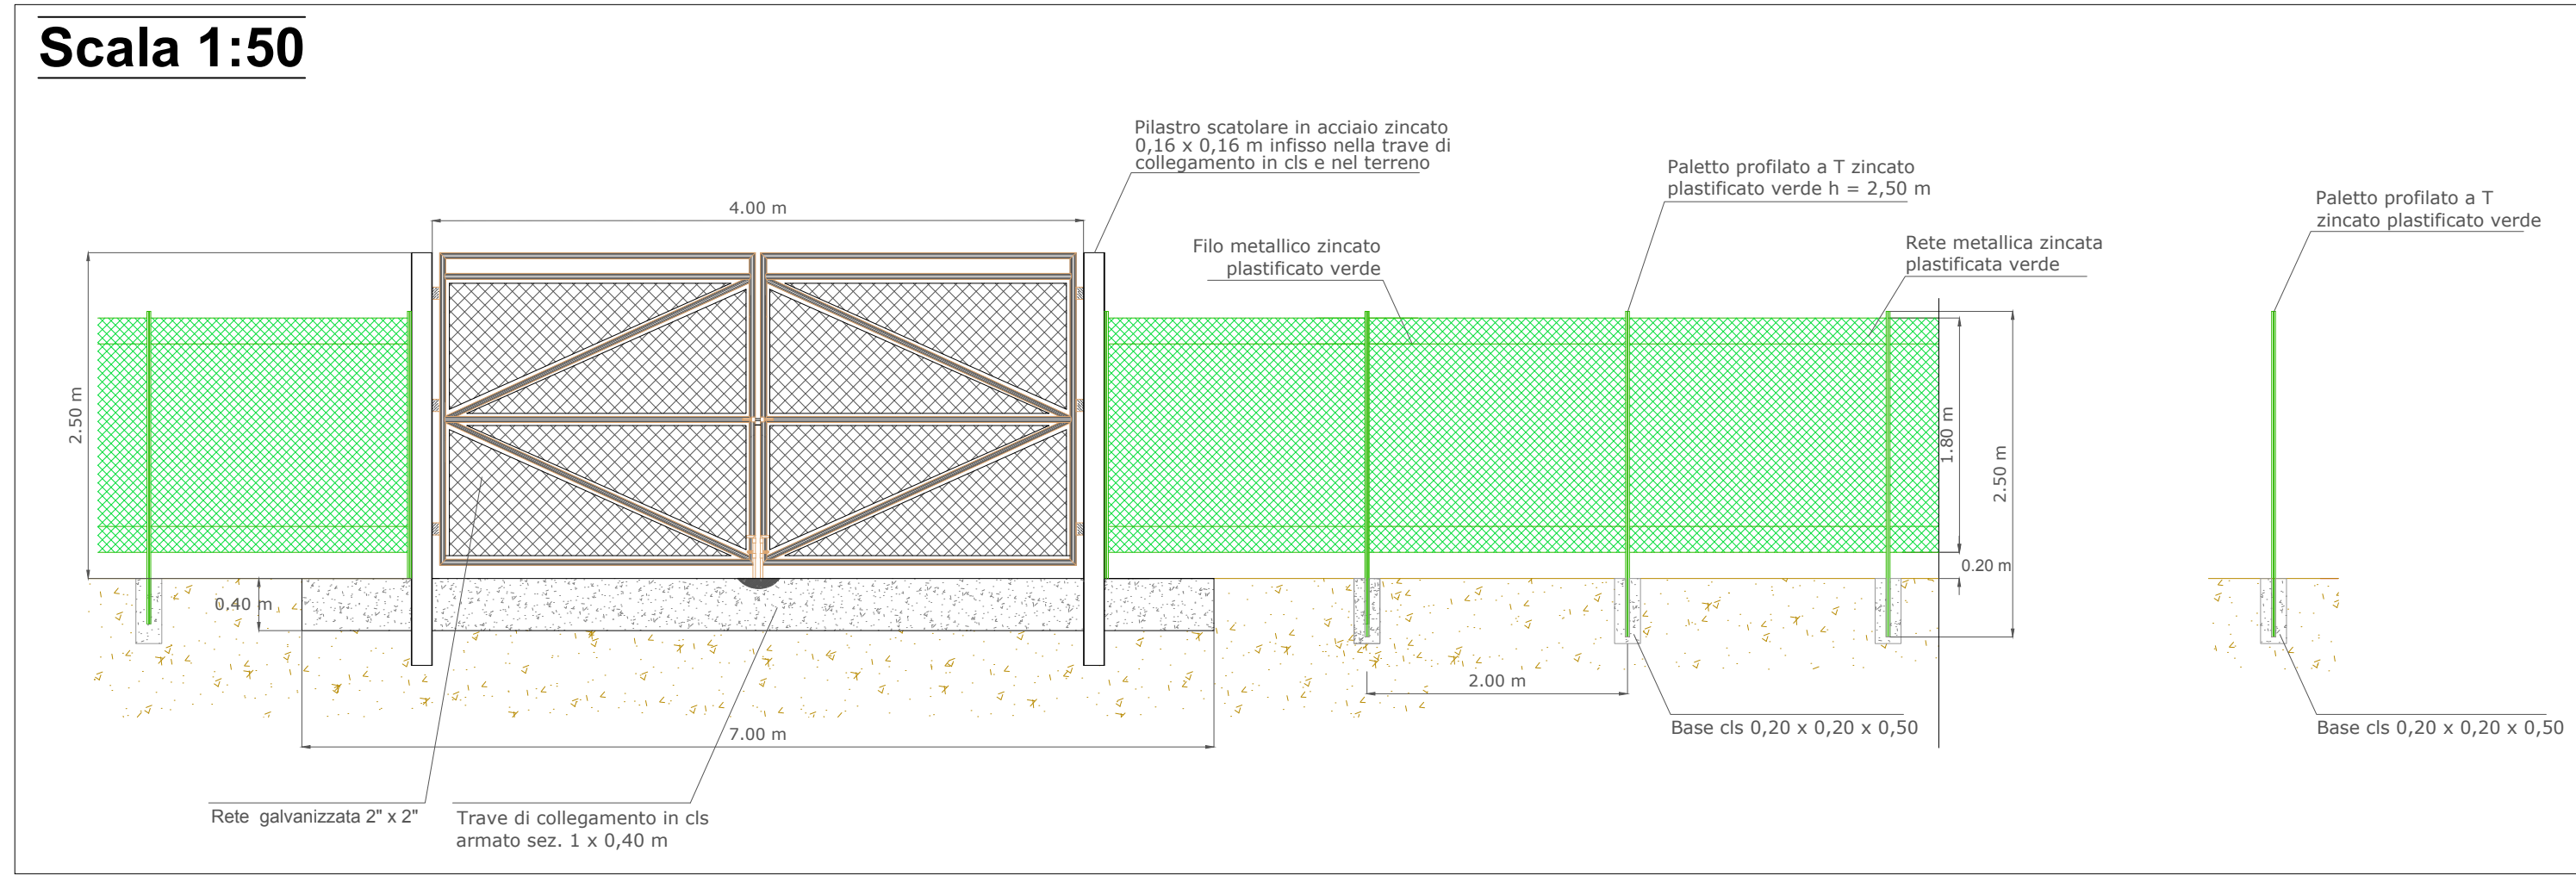 Scala 1:50
Pilastro scatolare in acciaio zincato
0,16 x 0,16 m infisso nella trave di
collegamento in cls e nel terreno
Paletto profilato a T zincato
plastificato verde h = 2,50 m
Paletto profilato a T
zincato plastificato verde
4.00 m
Filo metallico zincato
plastificato verde
Rete metallica zincata
plastificata verde
2.50 m
1.80 m
2.50 m
0.20 m
0.40 m
2.00 m
7.00 m
Base cls 0,20 x 0,20 x 0,50
Base cls 0,20 x 0,20 x 0,50
Rete galvanizzata 2" x 2"
Trave di collegamento in cls
armato sez. 1 x 0,40 m